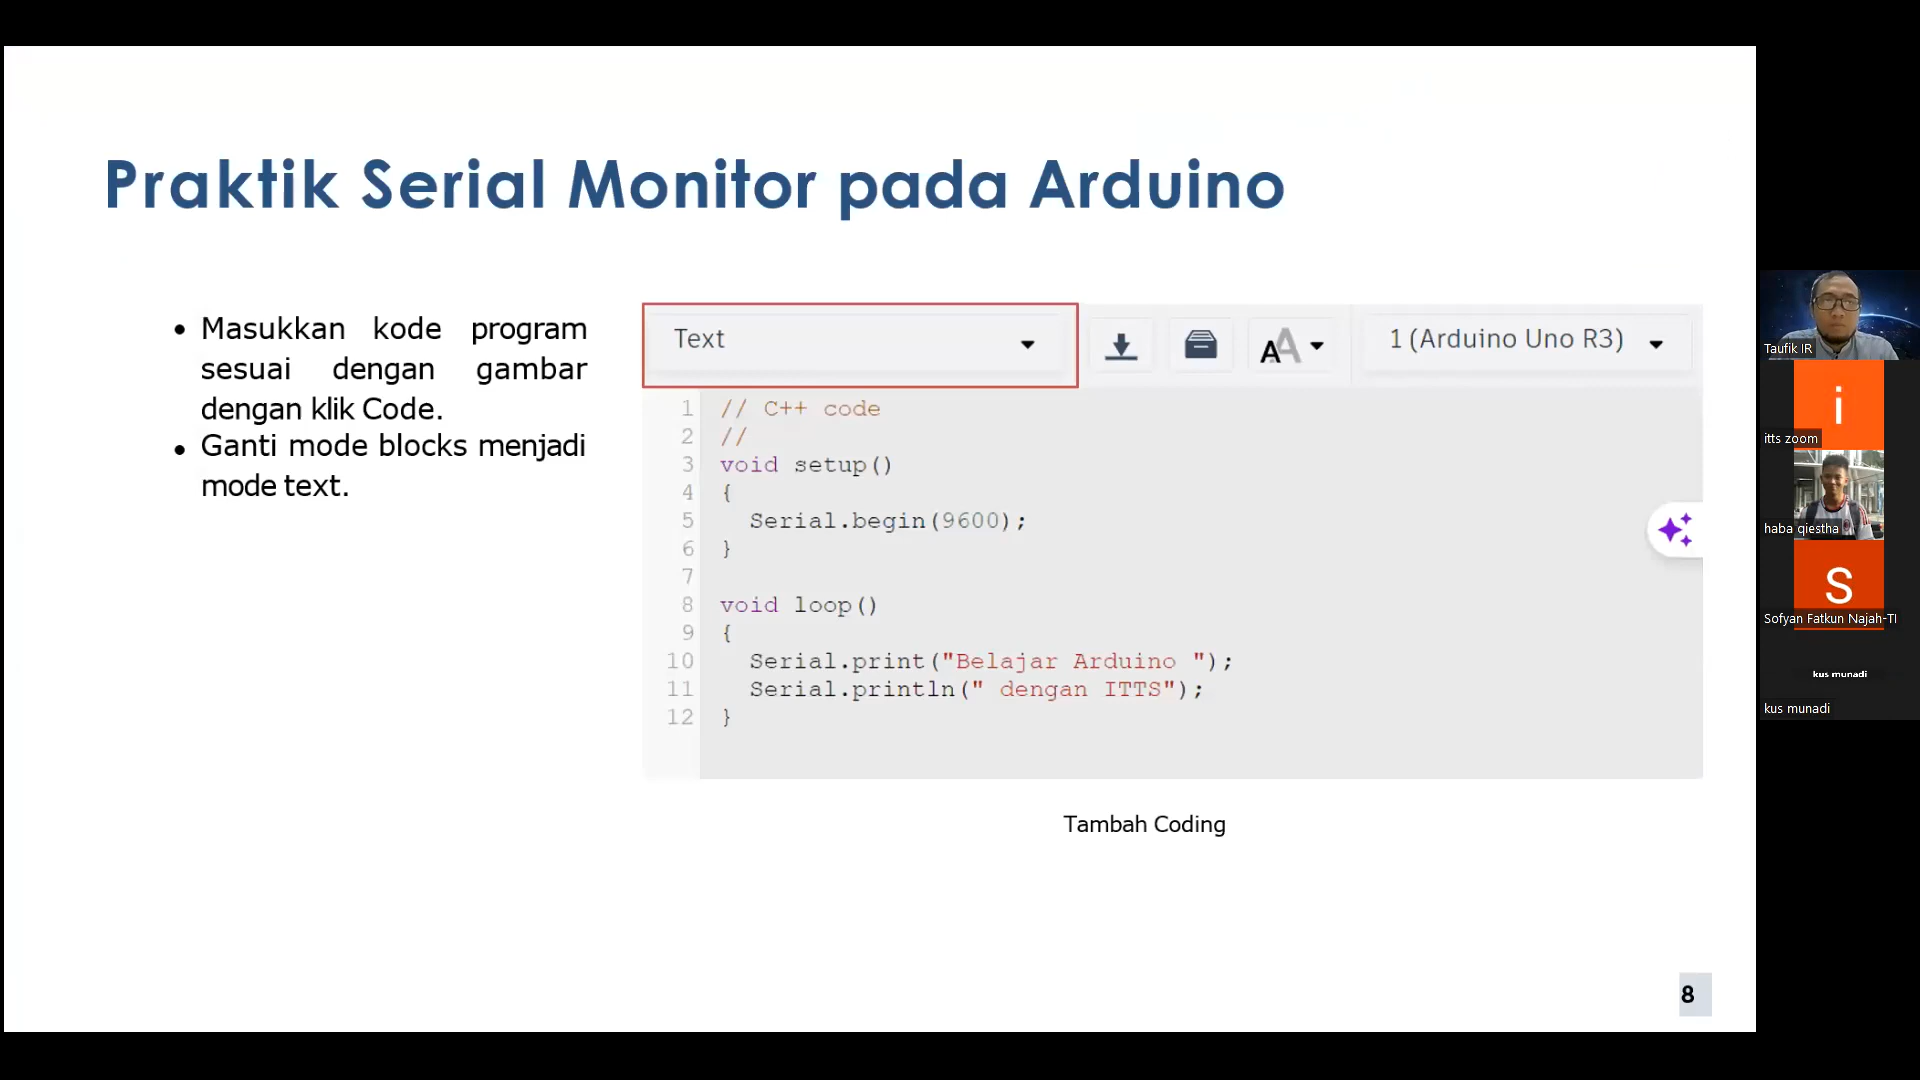 Praktik Serial Monitor pada Arduino
• Masukkan kode program
sesuai dengan gambar
dengan klik Code.
• Ganti mode blocks menjadi
mode text.
Text
AA
1 (Arduino Uno R3)
1 // C++ code
2 //
3 void setup()
4 {
5 Serial.begin(9600);
6 }
7
8 void loop()
9 {
10 Serial.print("Belajar Arduino ");
11 Serial.println(" dengan ITTS");
12 }
Tambah Coding
8
Taufik IR
i
itts zoom
haba qiestha
S
Sofyan Fatkun Najah-TI
kus munadi
kus munadi